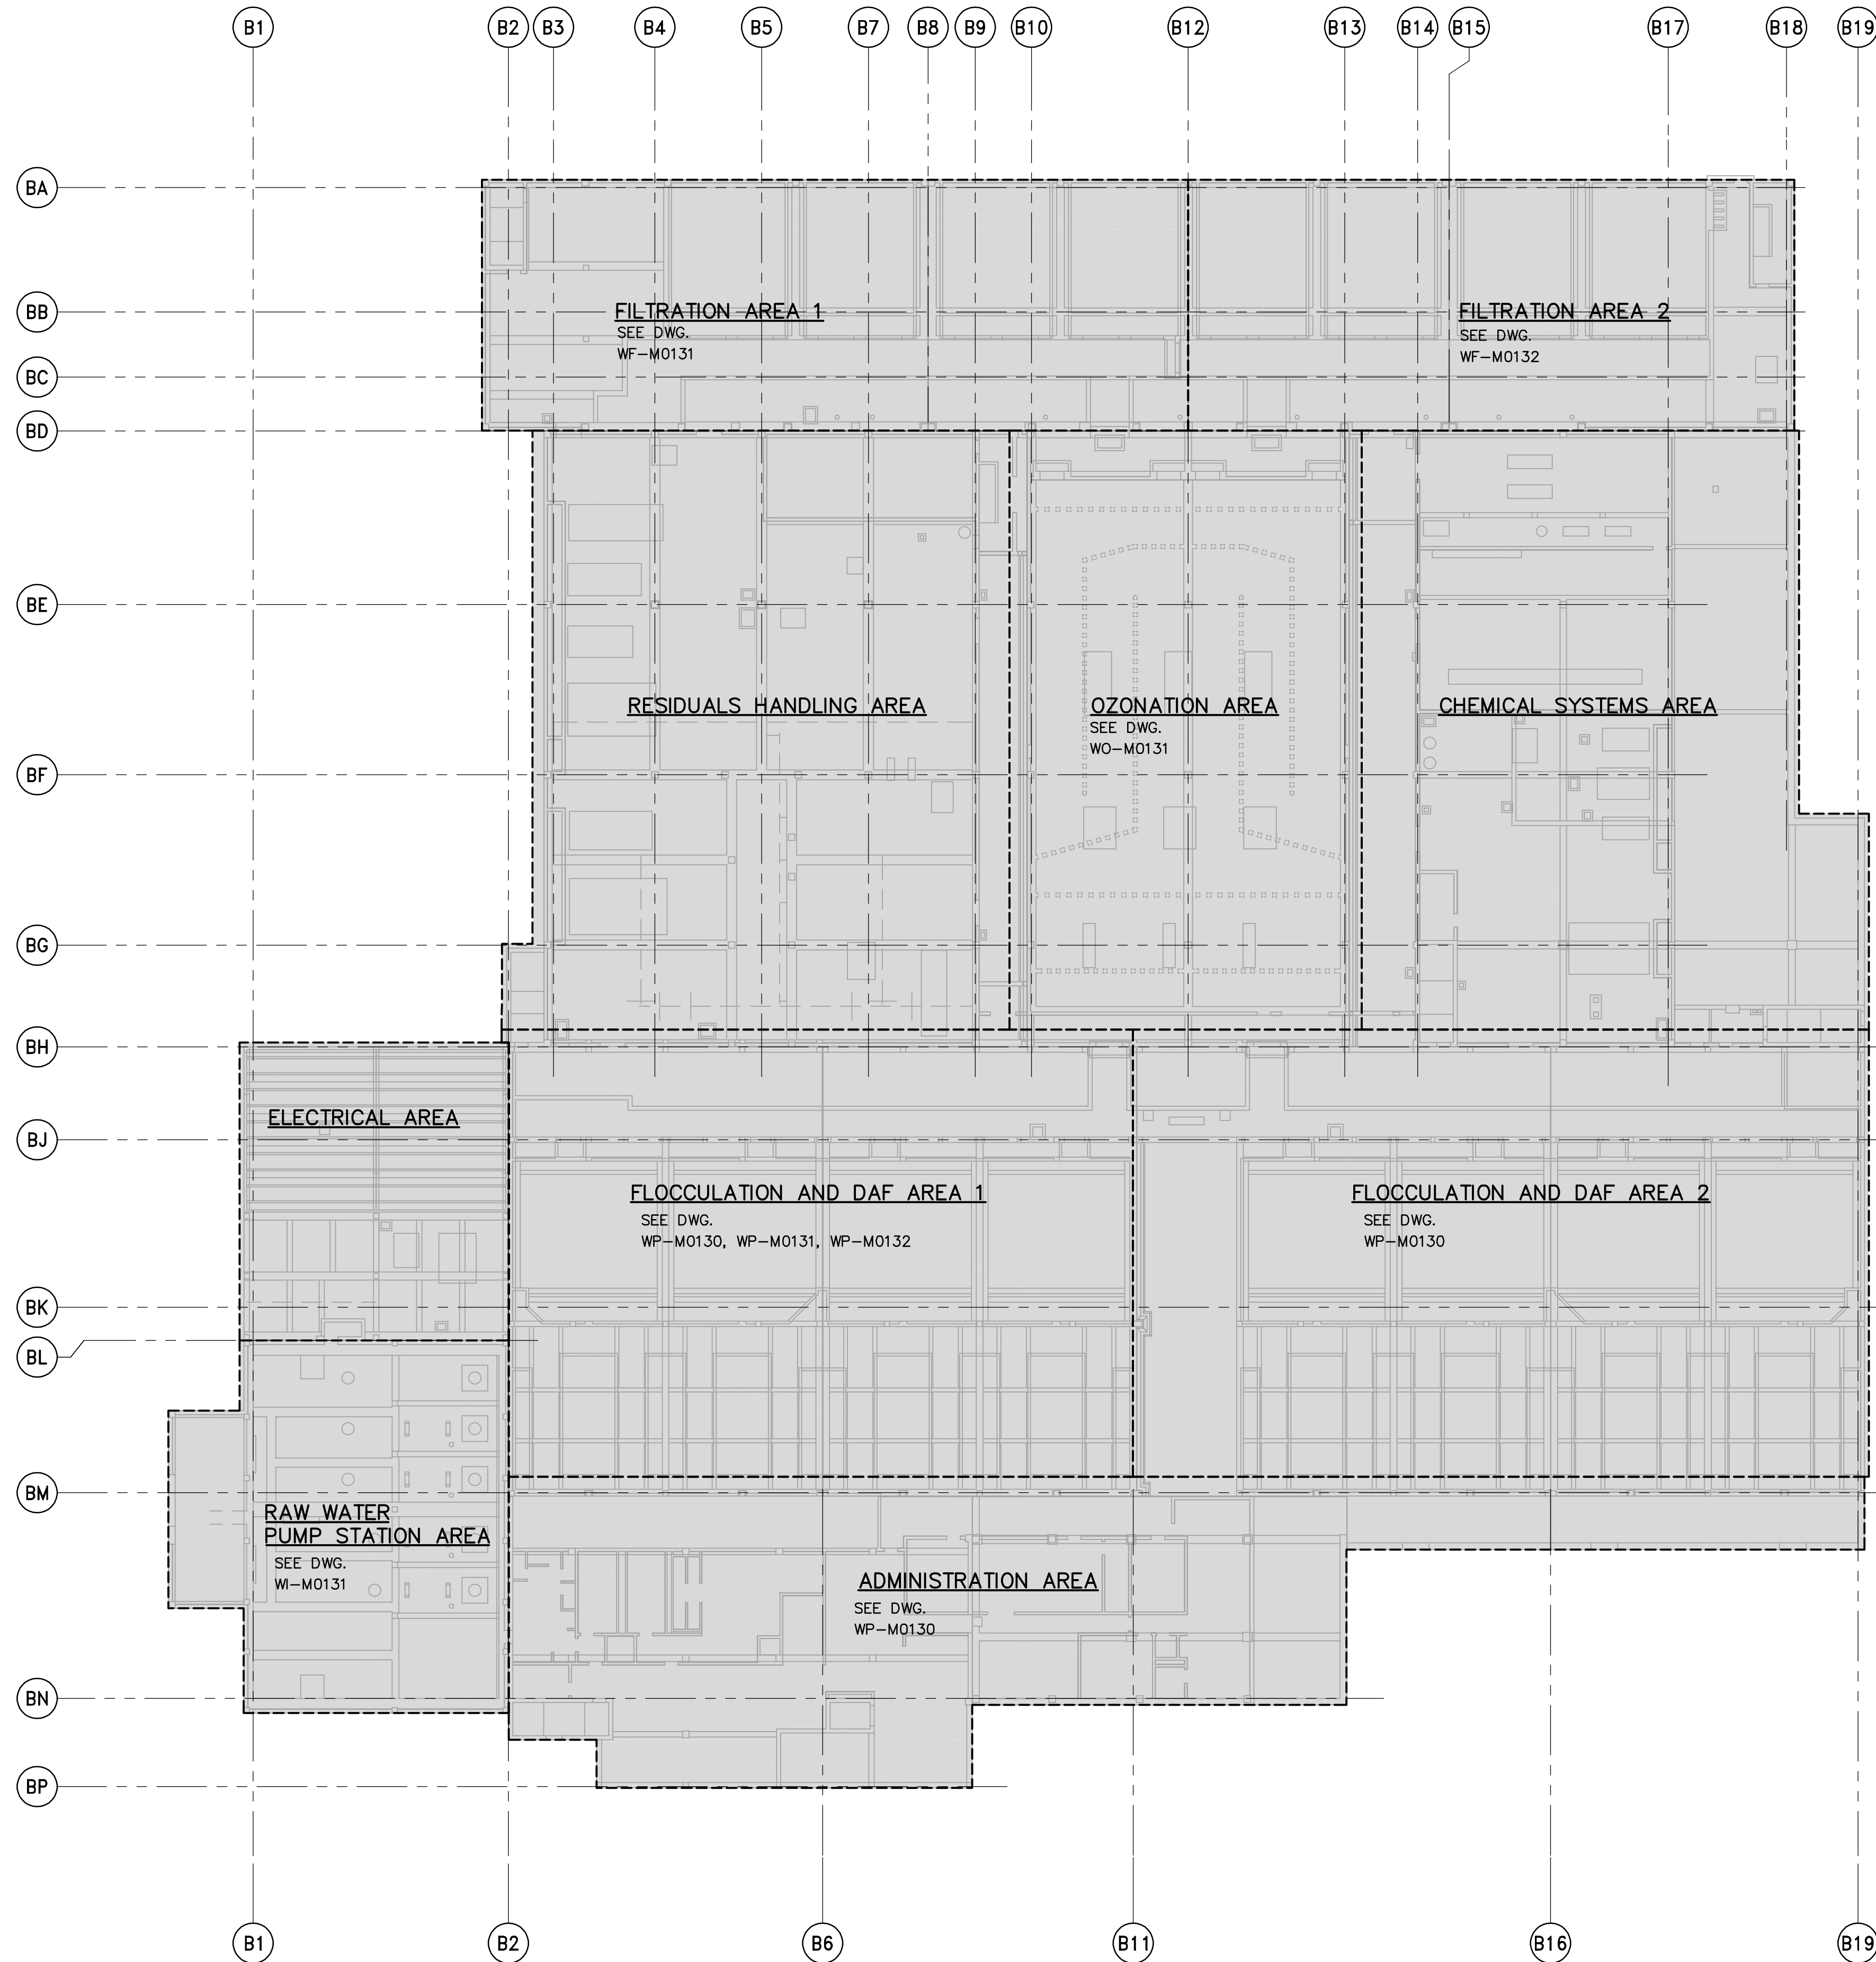 B1
B2
B3
B4
B5
B7
B8
B9
B10
B12
B13
B14
B15
B17
B18
B19
BA
BB
FILTRATION AREA 1
SEE DWG.
WF-M0131
FILTRATION AREA 2
SEE DWG.
WF-M0132
BC
BD
BE
RESIDUALS HANDLING AREA
OZONATION AREA
SEE DWG.
WO-M0131
CHEMICAL SYSTEMS AREA
BF
BG
BH
ELECTRICAL AREA
BJ
FLOCCULATION AND DAF AREA 1
SEE DWG.
WP-M0130, WP-M0131, WP-M0132
FLOCCULATION AND DAF AREA 2
SEE DWG.
WP-M0130
BK
BL
BM
RAW WATER
PUMP STATION AREA
SEE DWG.
WI-M0131
ADMINISTRATION AREA
SEE DWG.
WP-M0130
BN
BP
B1
B2
B6
B11
B16
B19